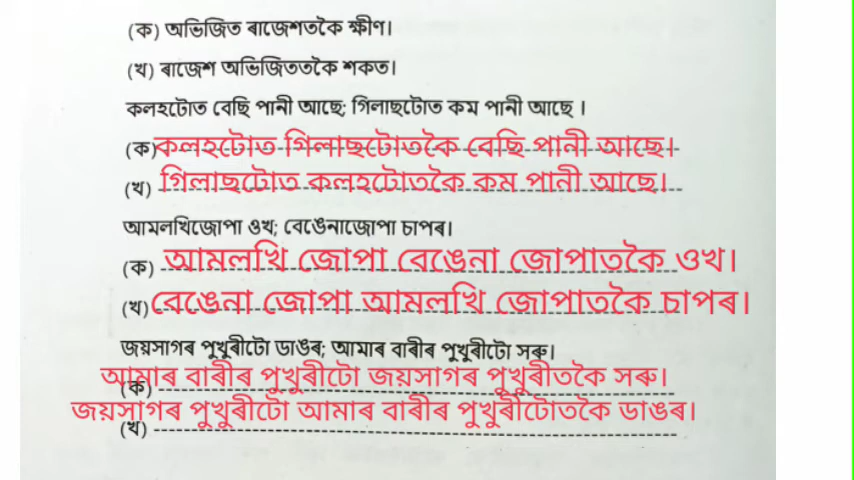 (ক) অভিজিত ৰাজেশতকৈ ক্ষীণ।
(খ) ৰাজেশ অভিজিততকৈ শকত।
কলহটোত বেছি পানী আছে; গিলাছটোত কম পানী আছে।
(ক) কলহটোত গিলাছটোতকৈ বেছি পানী আছে।
(খ) গিলাছটোত কলহটোতকৈ কম পানী আছে।
আমলখিজোপা ওখ; বেঙেনাজোপা চাপৰ।
(ক) আমলখি জোপা বেঙেনা জোপাতকৈ ওখ।
(খ) বেঙেনা জোপা আমলখি জোপাতকৈ চাপৰ।
জয়সাগৰ পুখুৰীটো ডাঙৰ; আমাৰ বাৰীৰ পুখুৰীটো সৰু।
(ক) আমাৰ বাৰীৰ পুখুৰীটো জয়সাগৰ পুখুৰীতকৈ সৰু।
(খ) জয়সাগৰ পুখুৰীটো আমাৰ বাৰীৰ পুখুৰীটোতকৈ ডাঙৰ।